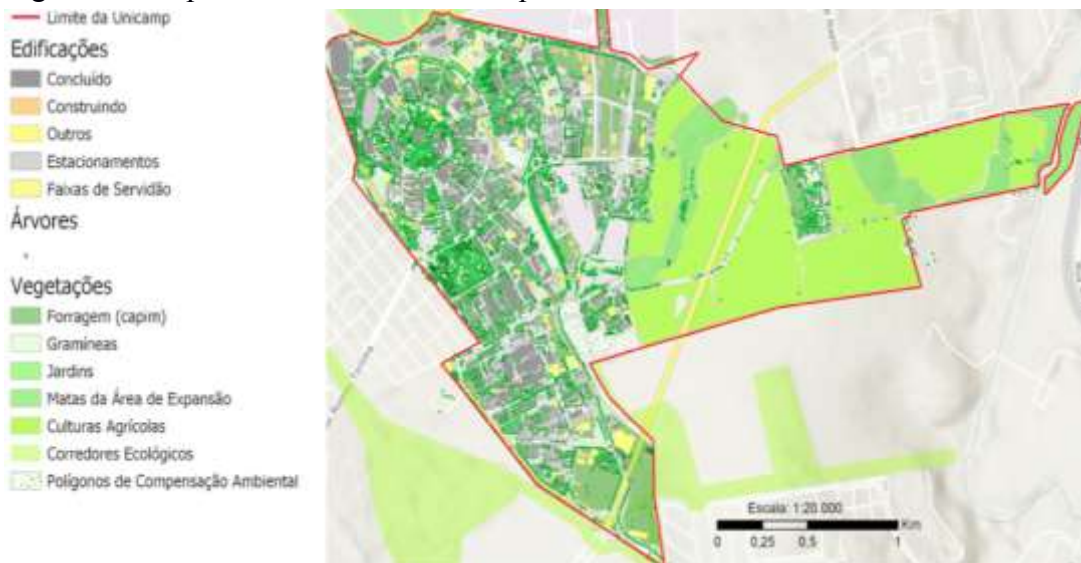 Limite da Unicamp
Edificações
Concluído
Construindo
Outros
Estacionamentos
Faixas de Servidão
Árvores
Vegetações
Forragem (capim)
Gramíneas
Jardins
Matas da Área de Expansão
Culturas Agrícolas
Corredores Ecológicos
Polígonos de Compensação Ambiental
Escala: 1:20.000
Km
0 0,25 0,5 1